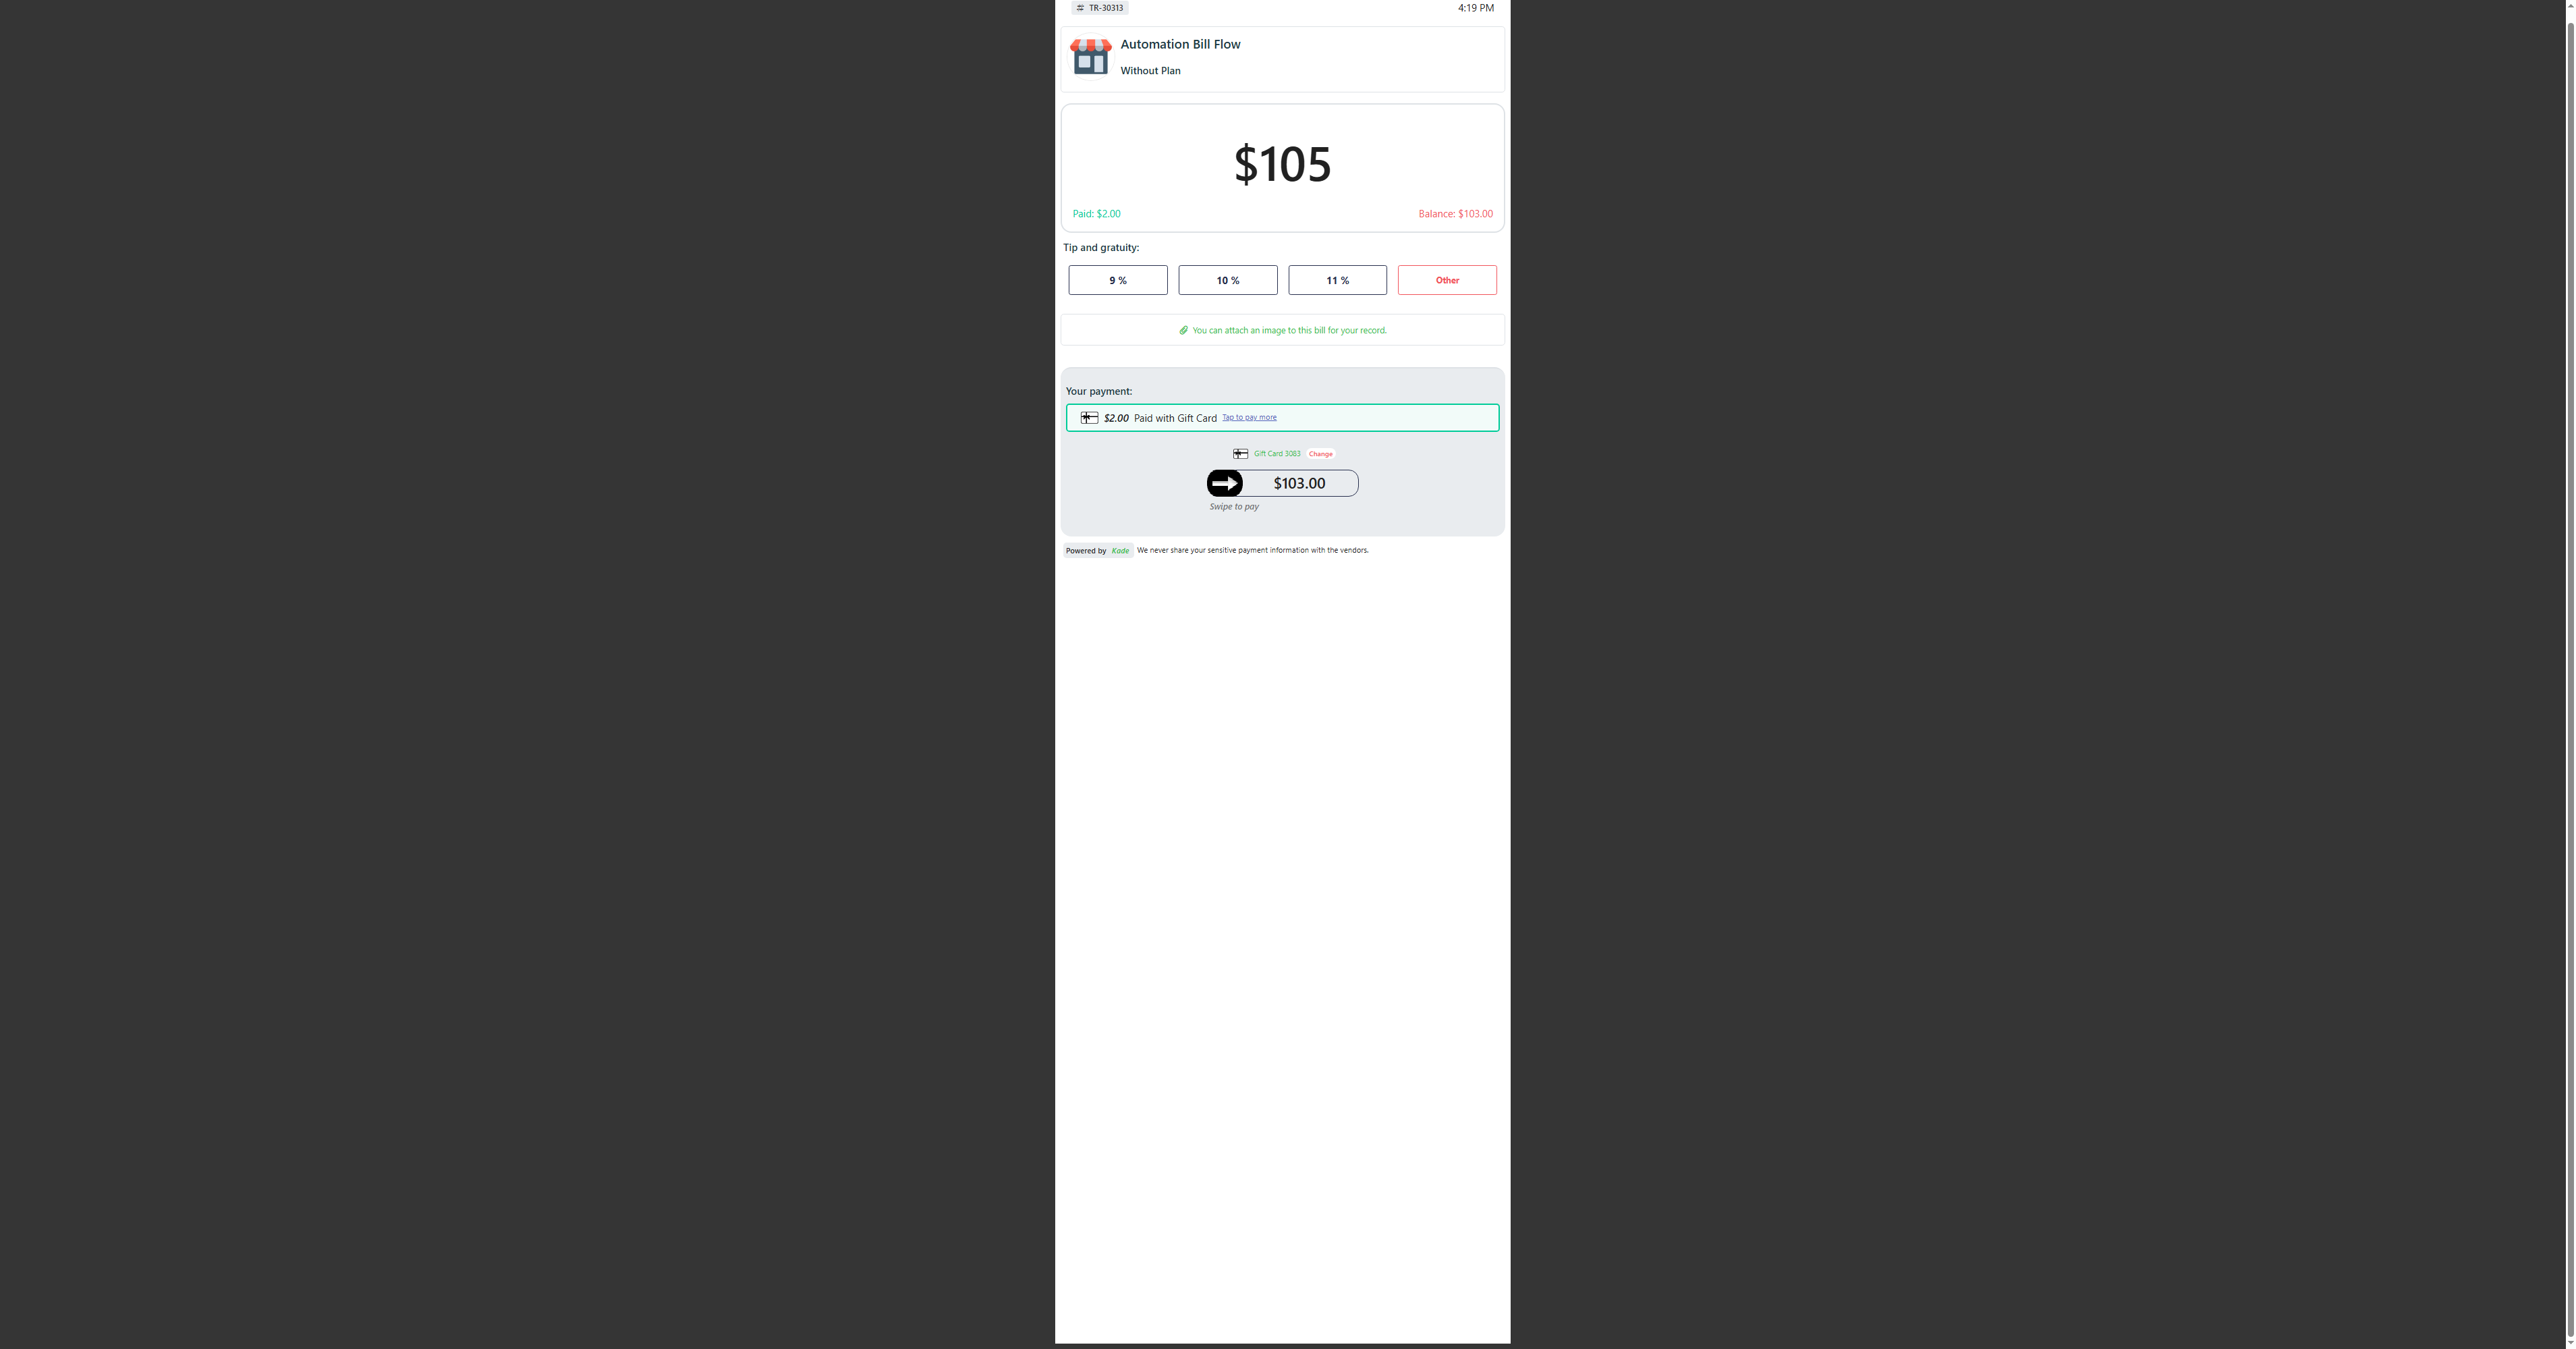 TR-30313 4:19 PM
Automation Bill Flow
Without Plan
$105
Paid: $2.00 Balance: $103.00
Tip and gratuity:
9 % 10 % 11 % Other
You can attach an image to this bill for your record.
Your payment:
$2.00 Paid with Gift Card Tap to pay more
Gift Card 3083 Change
$103.00
Swipe to pay
Powered by Kade We never share your sensitive payment information with the vendors.